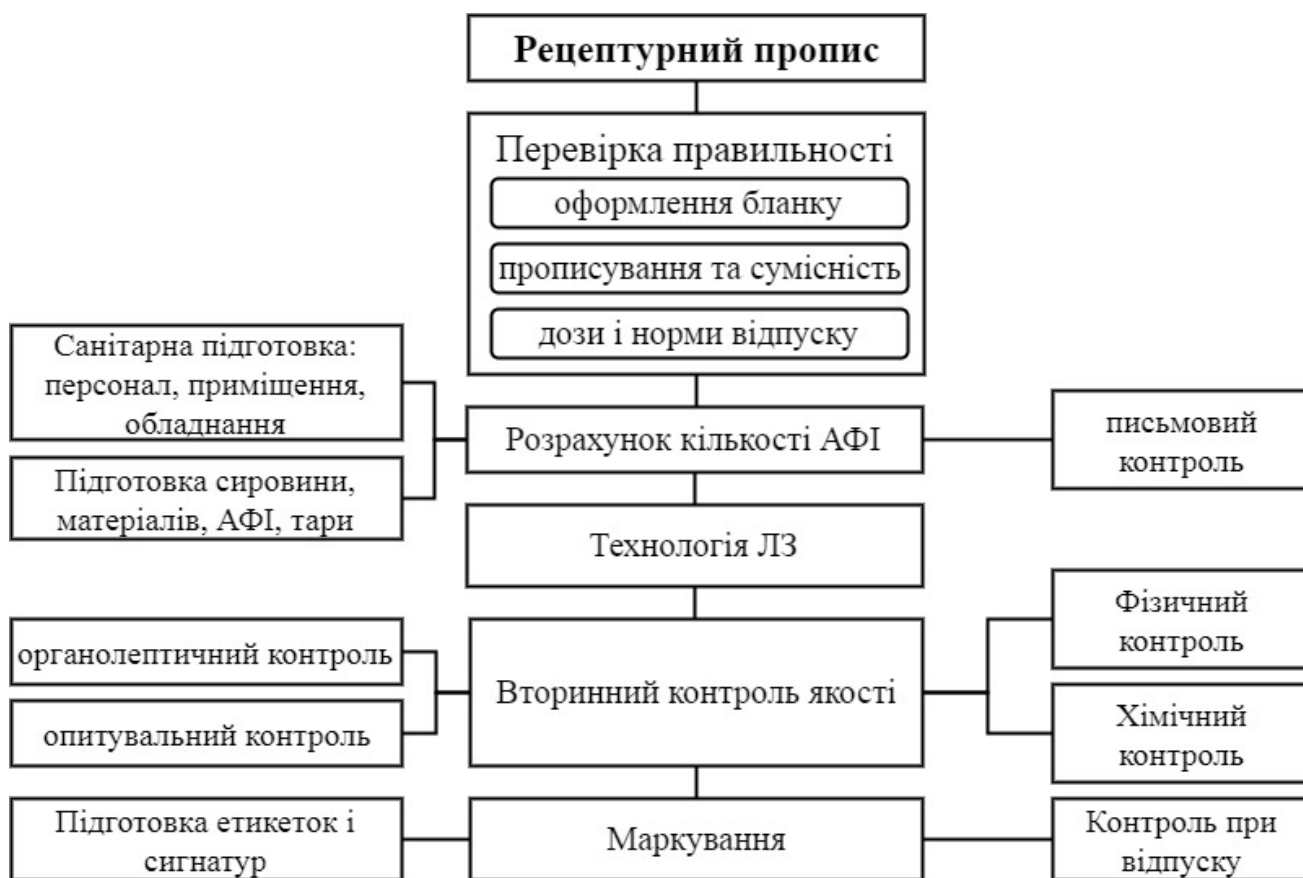 Рецептурний пропис
Перевірка правильності
оформлення бланку
прописування та сумісність
дози і норми відпуску
Санітарна підготовка:
персонал, приміщення,
обладнання
Підготовка сировини,
матеріалів, АФІ, тари
Розрахунок кількості АФІ
письмовий
контроль
Технологія ЛЗ
органолептичний контроль
опитувальний контроль
Вторинний контроль якості
Фізичний
контроль
Хімічний
контроль
Підготовка етикеток і
сигнатур
Маркування
Контроль при
відпуску